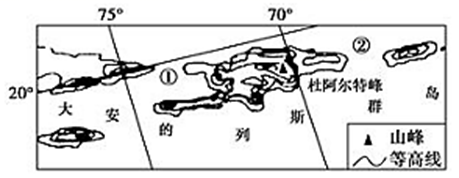 75° 70°
① ②
20°
杜阿尔特峰
大安的列斯群岛
▲ 山峰
等高线